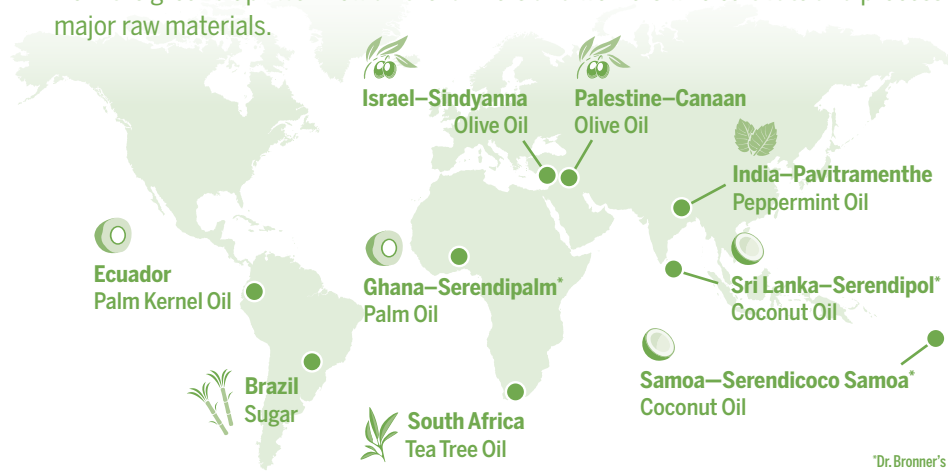 major raw materials.
Israel–Sindyanna
Olive Oil
Palestine–Canaan
Olive Oil
India–Pavitramenthe
Peppermint Oil
Ecuador
Palm Kernel Oil
Ghana–Serendipalm*
Palm Oil
Sri Lanka–Serendipol*
Coconut Oil
Samoa—Serendicoco Samoa*
Coconut Oil
Brazil
Sugar
South Africa
Tea Tree Oil
*Dr. Bronner's